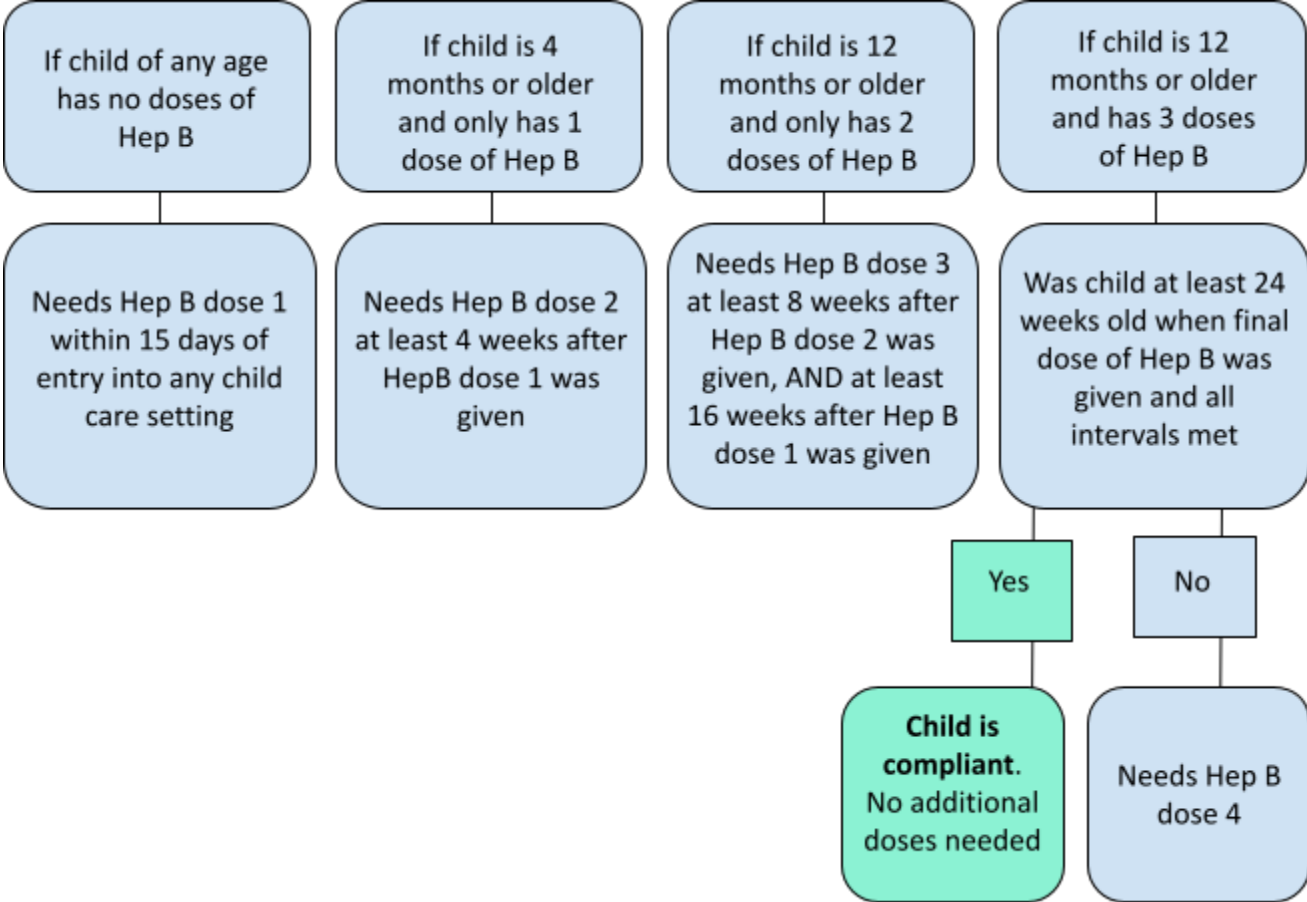 If child of any age
has no doses of
Hep B
If child is 4
months or older
and only has 1
dose of Hep B
If child is 12
months or older
and only has 2
doses of Hep B
If child is 12
months or older
and has 3 doses
of Hep B
Needs Hep B dose 1
within 15 days of
entry into any child
care setting
Needs Hep B dose 2
at least 4 weeks after
HepB dose 1 was
given
Needs Hep B dose 3
at least 8 weeks after
Hep B dose 2 was
given, AND at least
16 weeks after Hep B
dose 1 was given
Was child at least 24
weeks old when final
dose of Hep B was
given and all
intervals met
Yes
No
Child is
compliant.
No additional
doses needed
Needs Hep B
dose 4